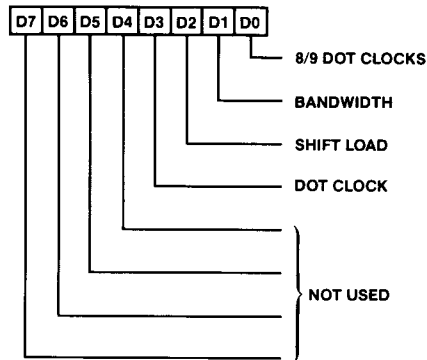 D7 D6 D5 D4 D3 D2 D1 D0
8/9 DOT CLOCKS
BANDWIDTH
SHIFT LOAD
DOT CLOCK
NOT USED